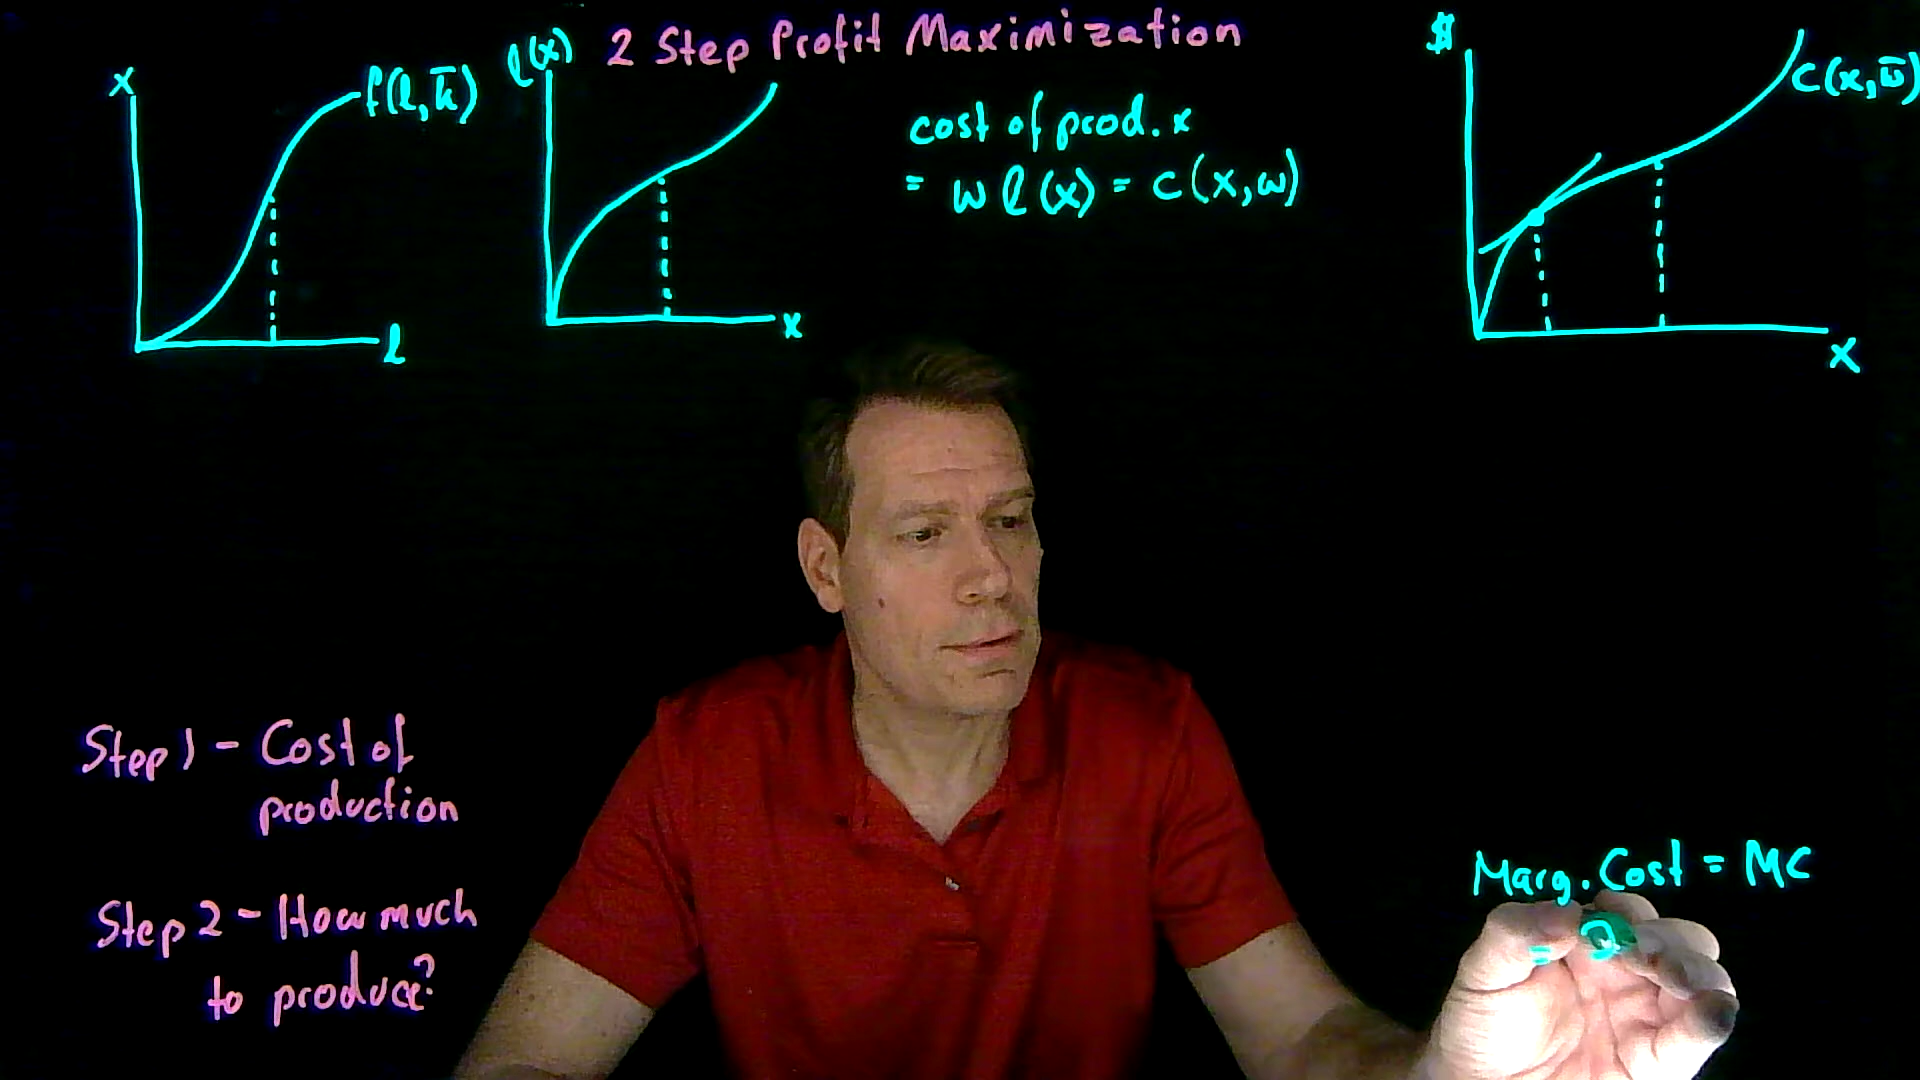 2 Step Profit Maximization
x
f(l, k̄)
l
l(x)
x
cost of prod. x
= w l(x) = c(x,w)
$
c(x, w̄)
x
Step 1 - Cost of
production
Step 2 - How much
to produce?
Marg. Cost = MC
=